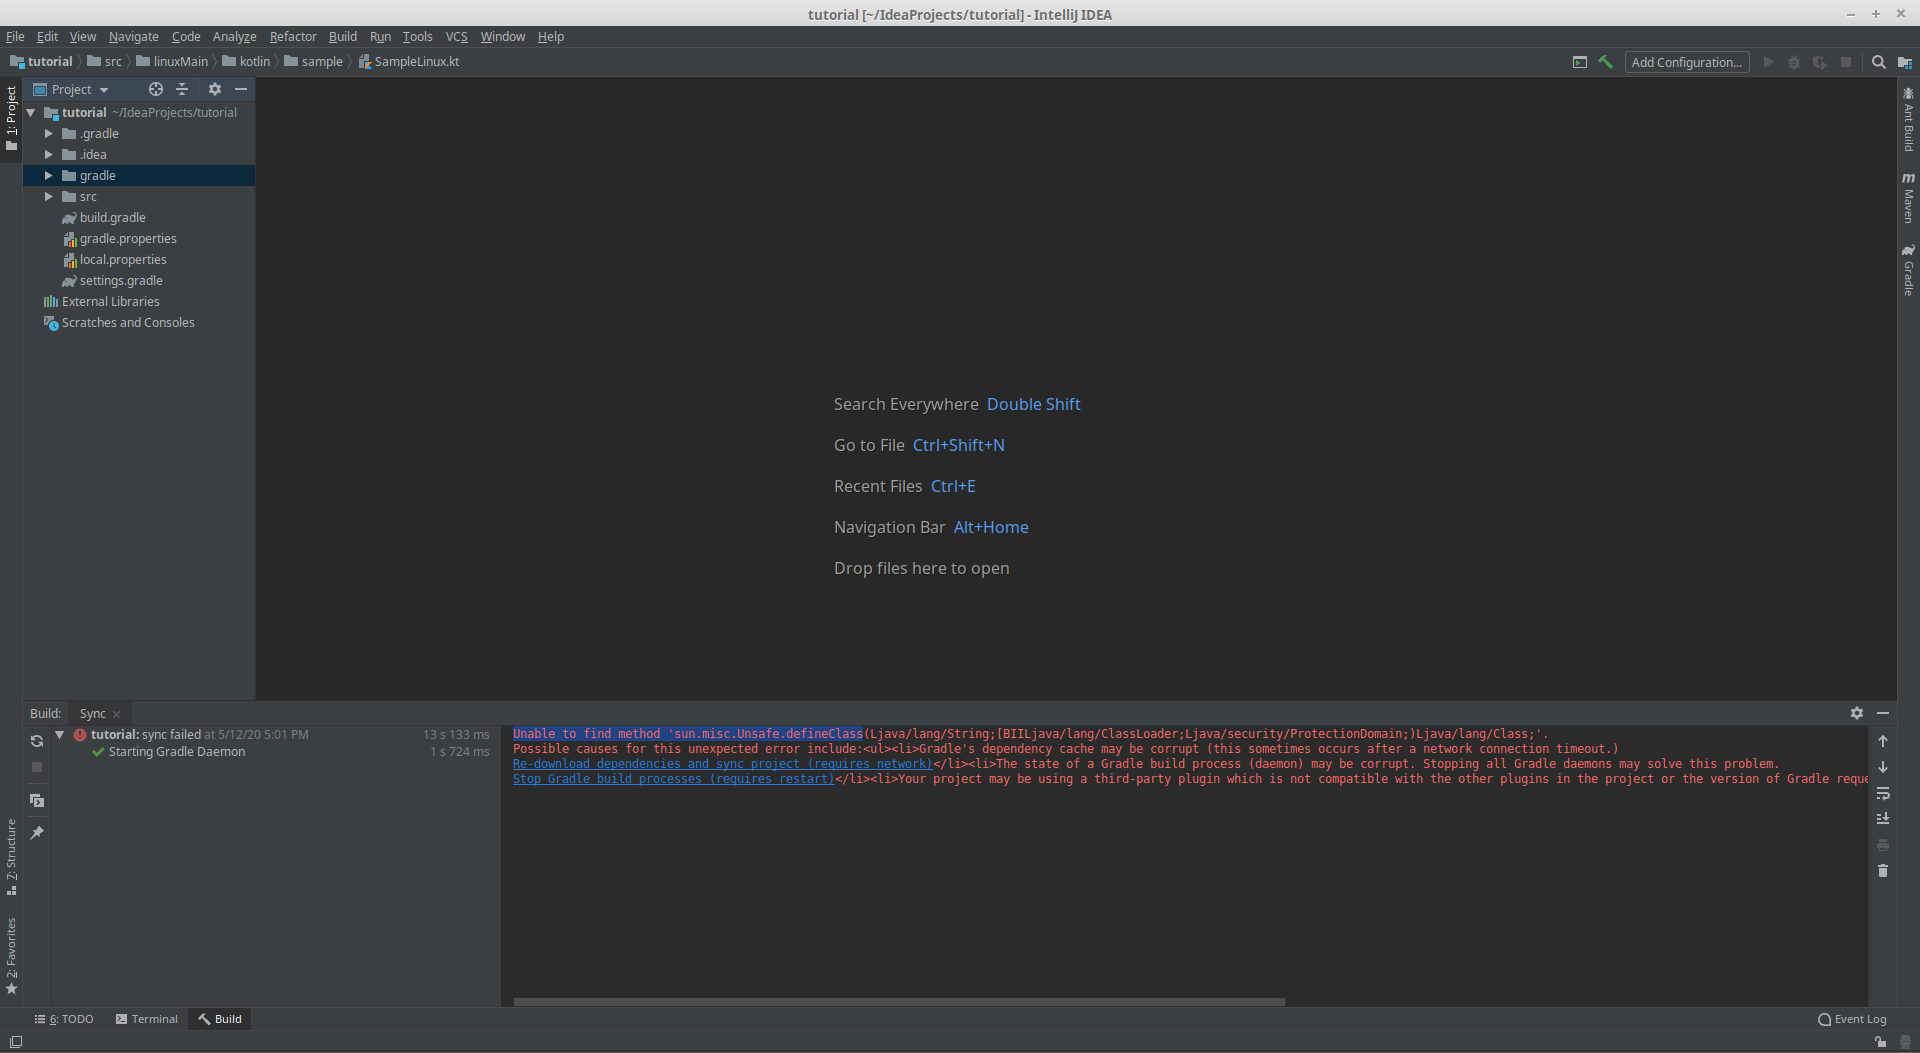 tutorial [~/IdeaProjects/tutorial] - IntelliJ IDEA
File Edit View Navigate Code Analyze Refactor Build Run Tools VCS Window Help
tutorial src linuxMain kotlin sample SampleLinux.kt
Add Configuration...
1: Project
Project
tutorial ~/IdeaProjects/tutorial
.gradle
.idea
gradle
src
build.gradle
gradle.properties
local.properties
settings.gradle
External Libraries
Scratches and Consoles
Search Everywhere Double Shift
Go to File Ctrl+Shift+N
Recent Files Ctrl+E
Navigation Bar Alt+Home
Drop files here to open
Ant Build
m
Maven
Gradle
Build: Sync
tutorial: sync failed at 5/12/20 5:01 PM 13 s 133 ms
Starting Gradle Daemon 1 s 724 ms
Unable to find method 'sun.misc.Unsafe.defineClass(Ljava/lang/String;[BIILjava/lang/ClassLoader;Ljava/security/ProtectionDomain;)Ljava/lang/Class;'.
Possible causes for this unexpected error include:<ul><li>Gradle's dependency cache may be corrupt (this sometimes occurs after a network connection timeout.)
Re-download dependencies and sync project (requires network)</li><li>The state of a Gradle build process (daemon) may be corrupt. Stopping all Gradle daemons may solve this problem.
Stop Gradle build processes (requires restart)</li><li>Your project may be using a third-party plugin which is not compatible with the other plugins in the project or the version of Gradle reque
7: Structure
2: Favorites
6: TODO Terminal Build
Event Log